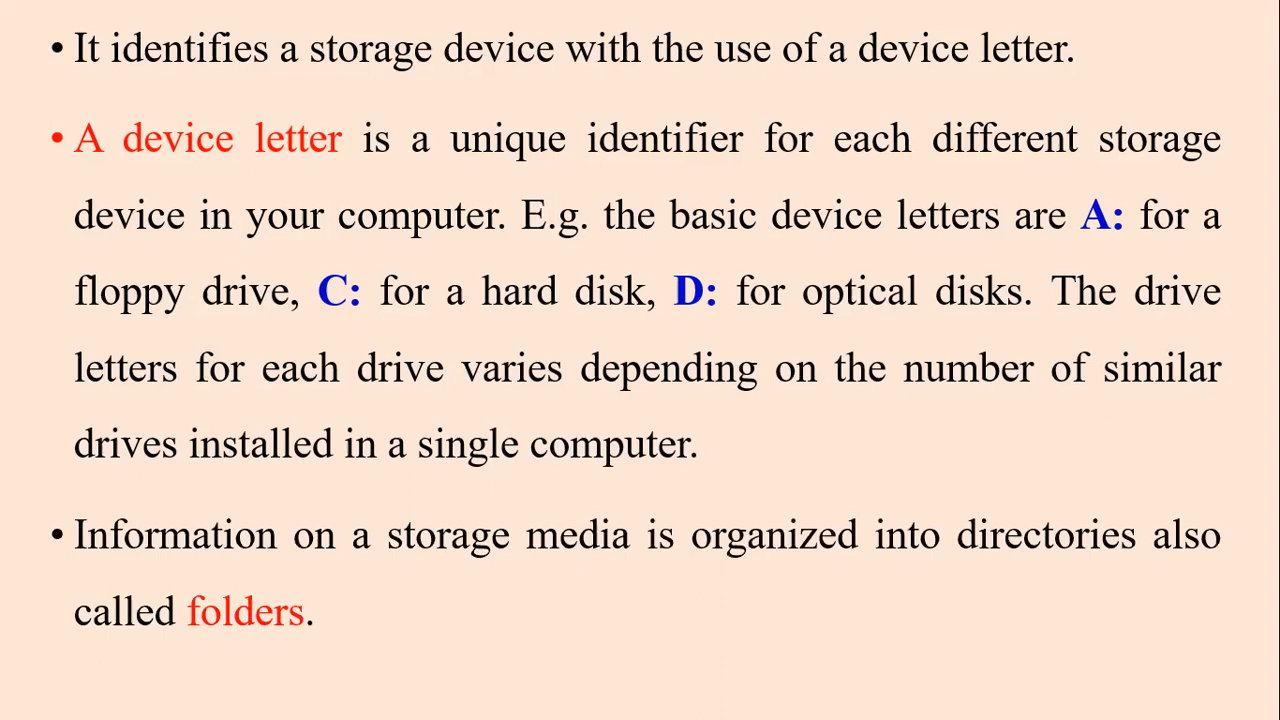 • It identifies a storage device with the use of a device letter.
• A device letter is a unique identifier for each different storage
device in your computer. E.g. the basic device letters are A: for a
floppy drive, C: for a hard disk, D: for optical disks. The drive
letters for each drive varies depending on the number of similar
drives installed in a single computer.
• Information on a storage media is organized into directories also
called folders.